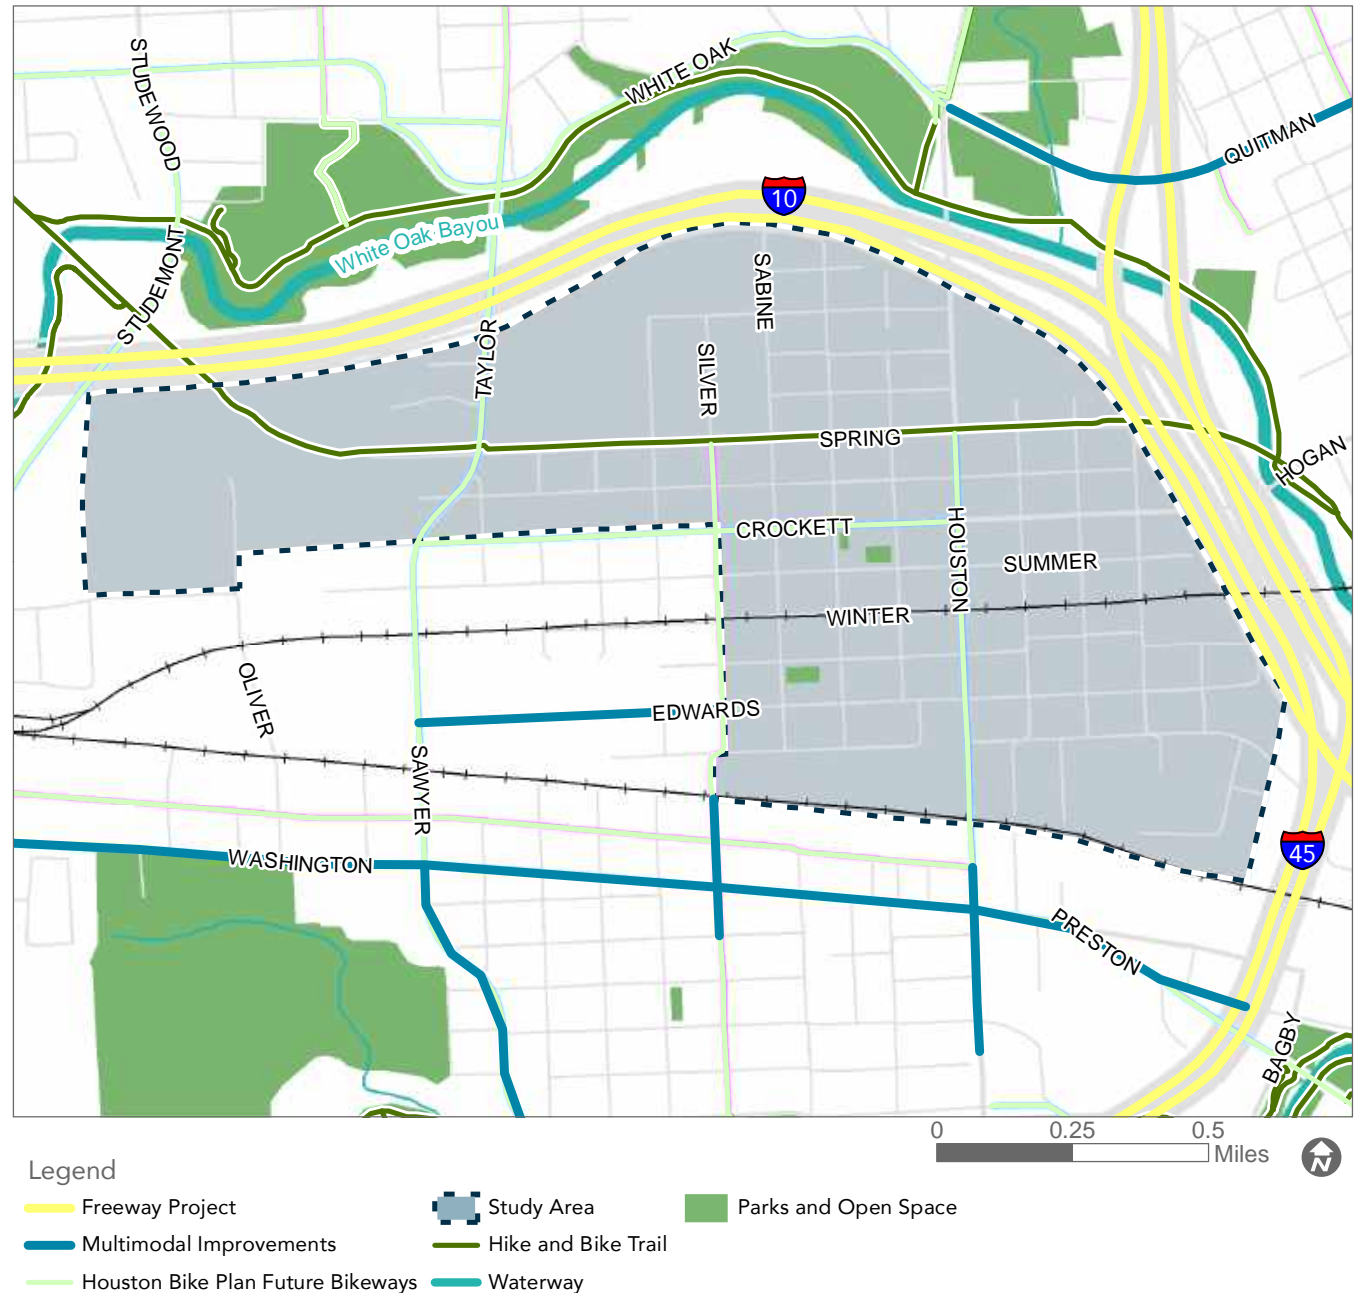 STUDEWOOD
WHITE OAK
QUITMAN
10
White Oak Bayou
STUDEMONT
SABINE
TAYLOR
SILVER
SPRING
HOGAN
CROCKETT
HOUSTON
SUMMER
WINTER
OLIVER
EDWARDS
SAWYER
WASHINGTON
45
PRESTON
BAGBY
0 0.25 0.5
Miles
N
Legend
Freeway Project
Study Area
Parks and Open Space
Multimodal Improvements
Hike and Bike Trail
Houston Bike Plan Future Bikeways
Waterway